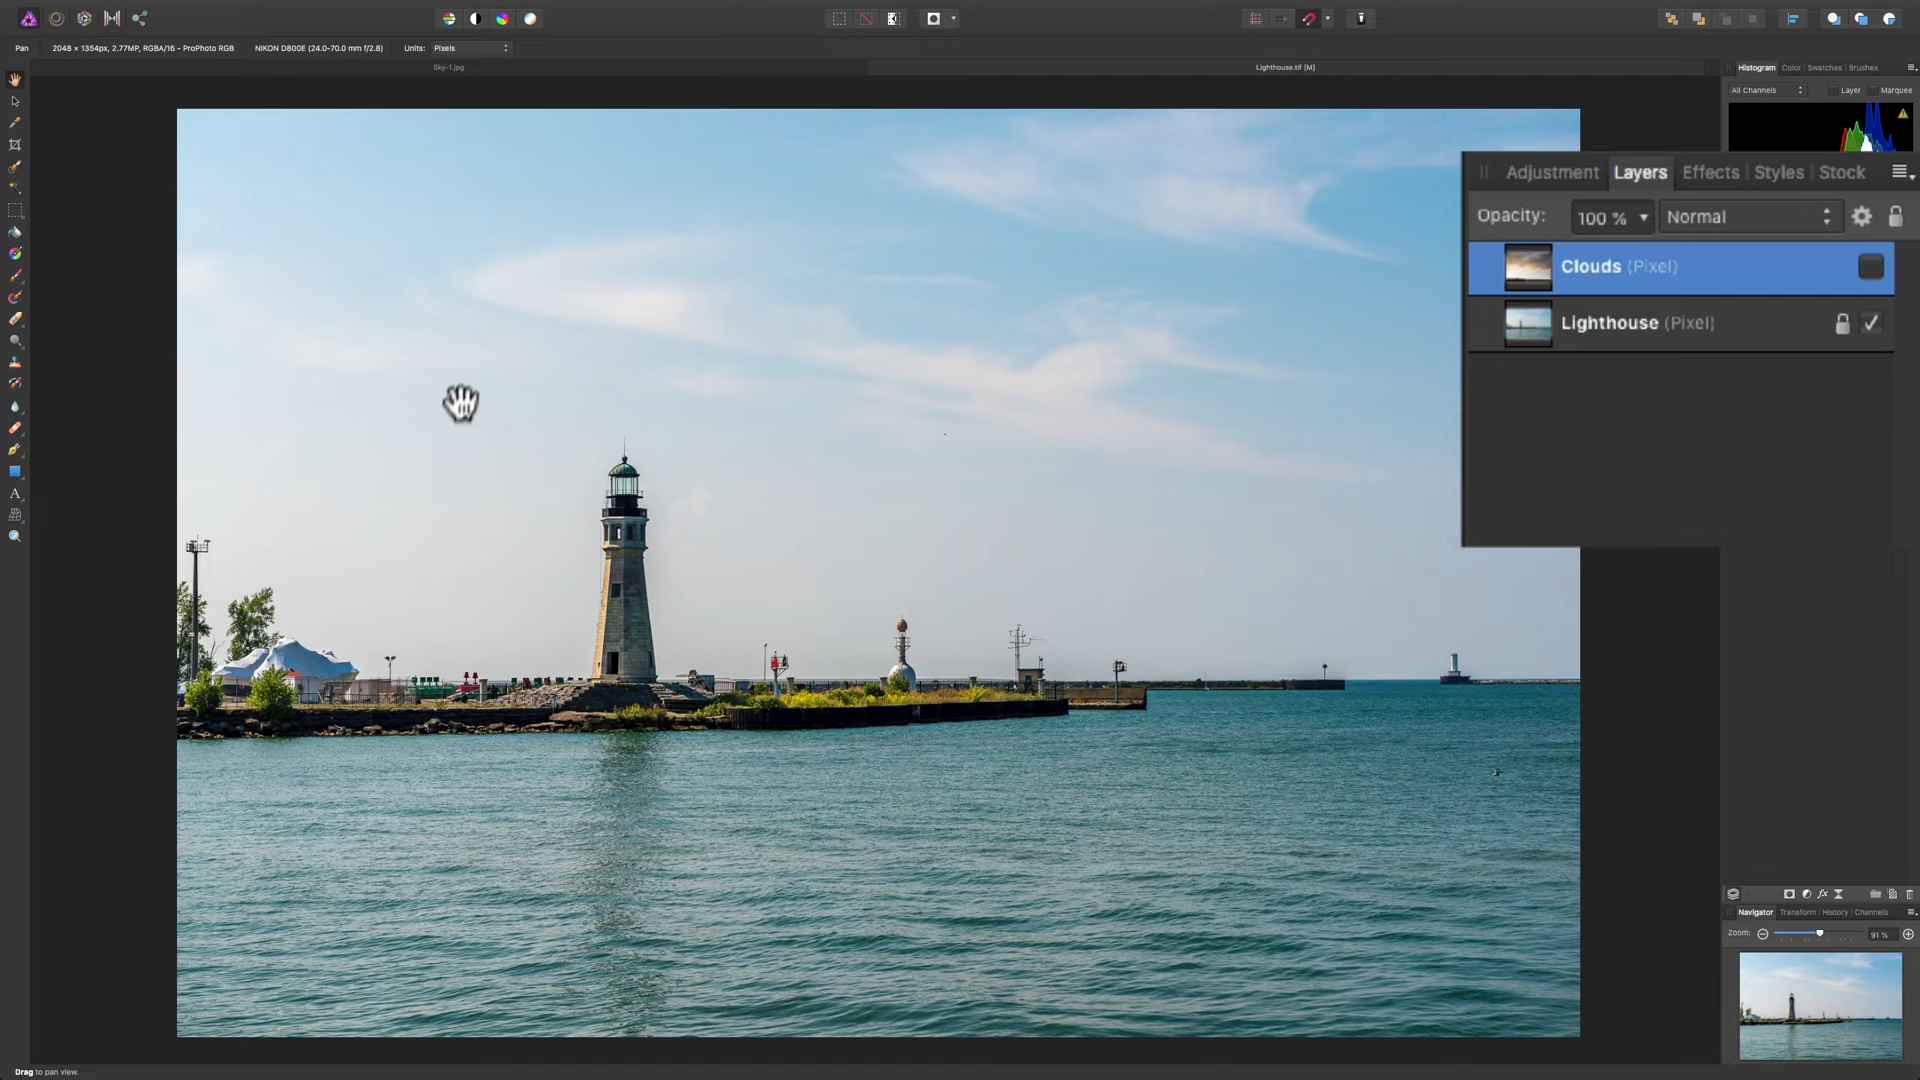 Pan
2048 × 1354px, 2.77MP, RGBA/16 - ProPhoto RGB
NIKON D800E (24.0-70.0 mm f/2.8)
Units:
Pixels
Sky-1.jpg
Lighthouse.tif [M]
Histogram
Color
Swatches
Brushes
All Channels
Layer
Marquee
Adjustment
Layers
Effects
Styles
Stock
Opacity:
100 %
Normal
Clouds (Pixel)
Lighthouse (Pixel)
A
fx
Navigator
Transform
History
Channels
Zoom:
91 %
Drag to pan view.